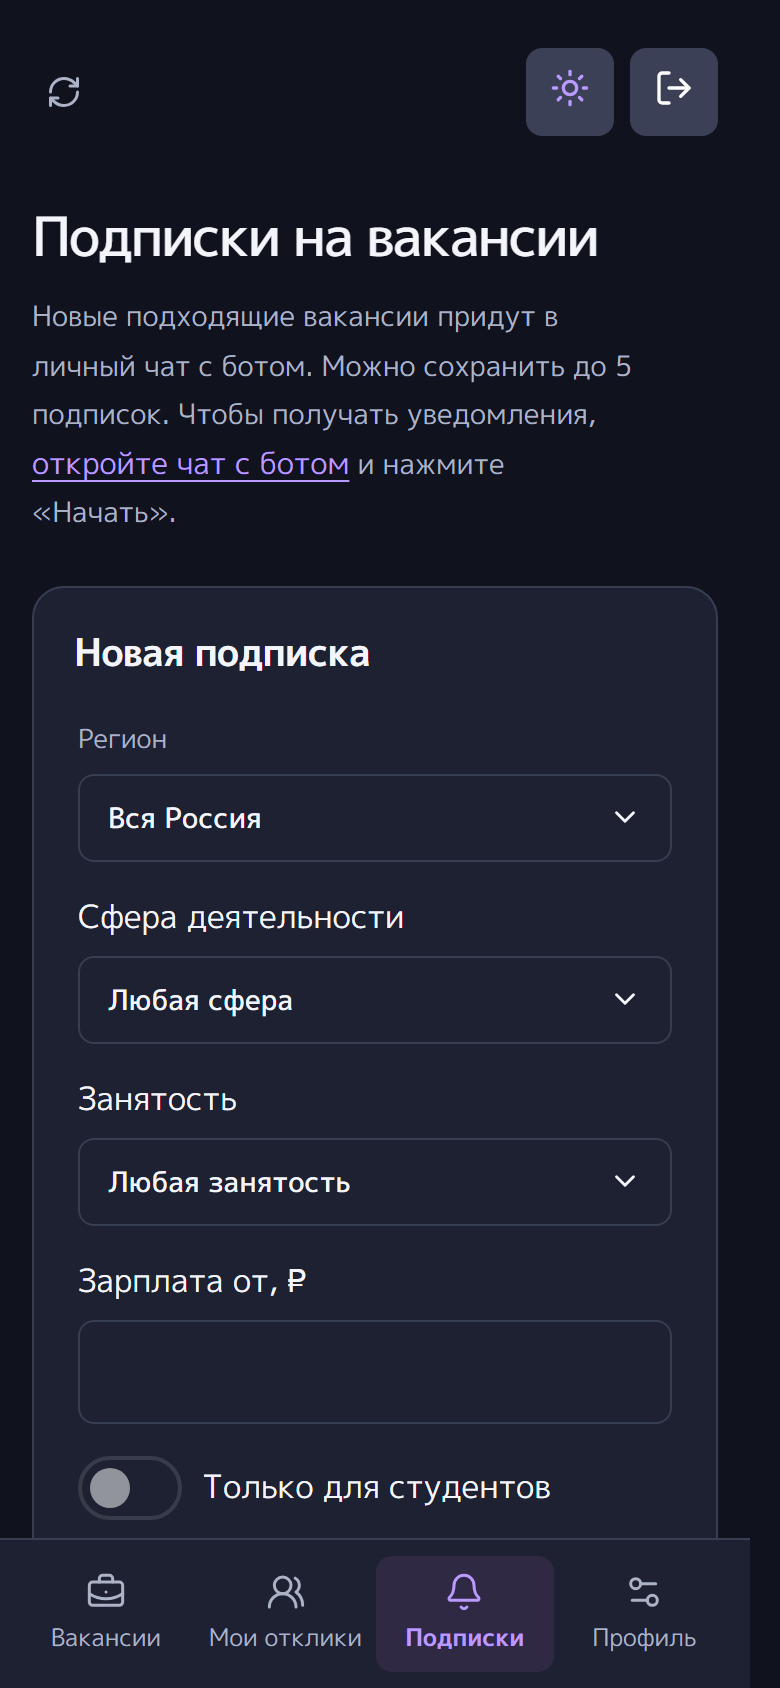 Подписки на вакансии
Новые подходящие вакансии придут в
личный чат с ботом. Можно сохранить до 5
подписок. Чтобы получать уведомления,
откройте чат с ботом и нажмите
«Начать».
Новая подписка
Регион
Вся Россия
Сфера деятельности
Любая сфера
Занятость
Любая занятость
Зарплата от, ₽
Только для студентов
Вакансии
Мои отклики
Подписки
Профиль